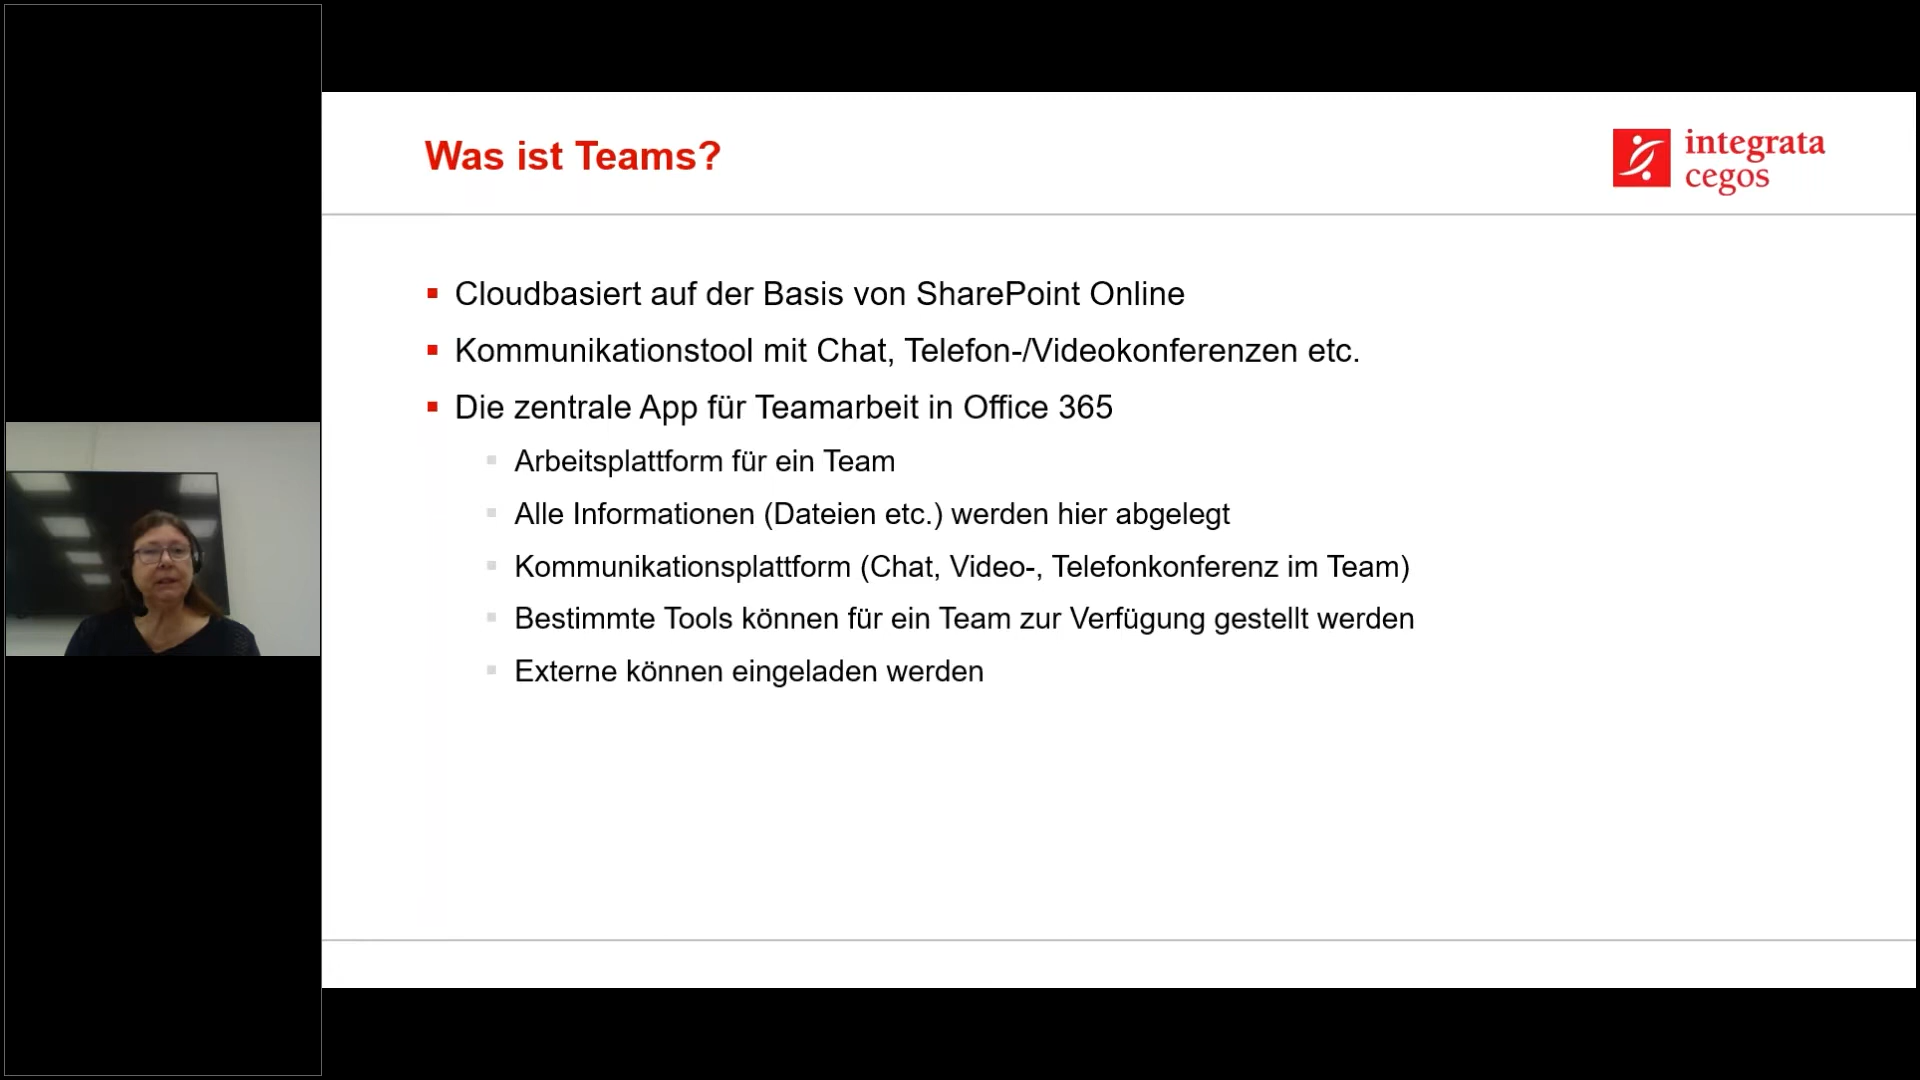 Was ist Teams?
integrata
cegos
Cloudbasiert auf der Basis von SharePoint Online
Kommunikationstool mit Chat, Telefon-/Videokonferenzen etc.
Die zentrale App für Teamarbeit in Office 365
Arbeitsplattform für ein Team
Alle Informationen (Dateien etc.) werden hier abgelegt
Kommunikationsplattform (Chat, Video-, Telefonkonferenz im Team)
Bestimmte Tools können für ein Team zur Verfügung gestellt werden
Externe können eingeladen werden